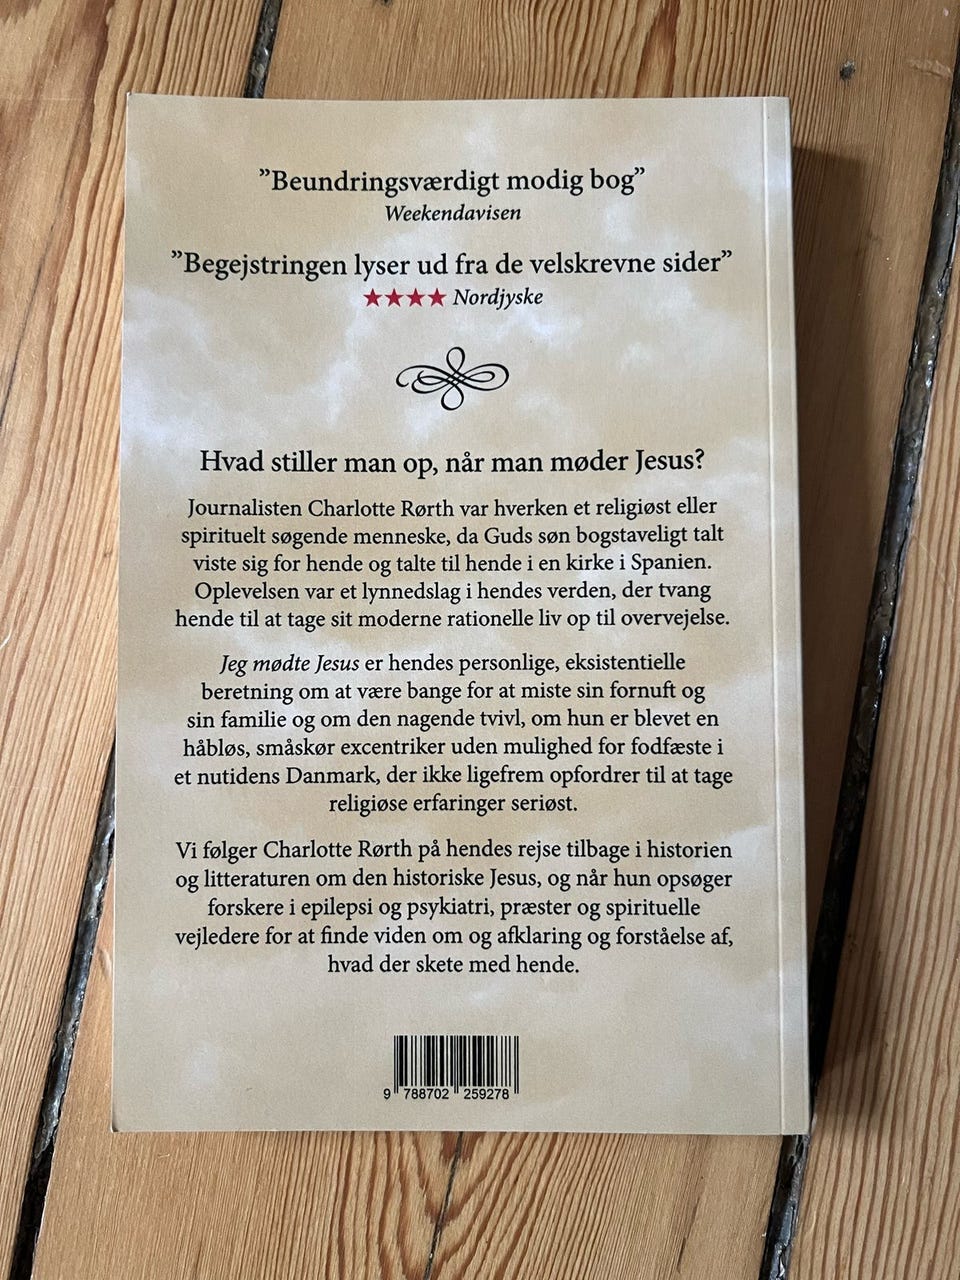 ”Beundringsværdigt modig bog”
Weekendavisen
”Begejstringen lyser ud fra de velskrevne sider”
★★★★ Nordjyske
Hvad stiller man op, når man møder Jesus?
Journalisten Charlotte Rørth var hverken et religiøst eller
spirituelt søgende menneske, da Guds søn bogstaveligt talt
viste sig for hende og talte til hende i en kirke i Spanien.
Oplevelsen var et lynnedslag i hendes verden, der tvang
hende til at tage sit moderne rationelle liv op til overvejelse.
Jeg mødte Jesus er hendes personlige, eksistentielle
beretning om at være bange for at miste sin fornuft og
sin familie og om den nagende tvivl, om hun er blevet en
håbløs, småskør excentriker uden mulighed for fodfæste i
et nutidens Danmark, der ikke ligefrem opfordrer til at tage
religiøse erfaringer seriøst.
Vi følger Charlotte Rørth på hendes rejse tilbage i historien
og litteraturen om den historiske Jesus, og når hun opsøger
forskere i epilepsi og psykiatri, præster og spirituelle
vejledere for at finde viden om og afklaring og forståelse af,
hvad der skete med hende.
9 788702 259278